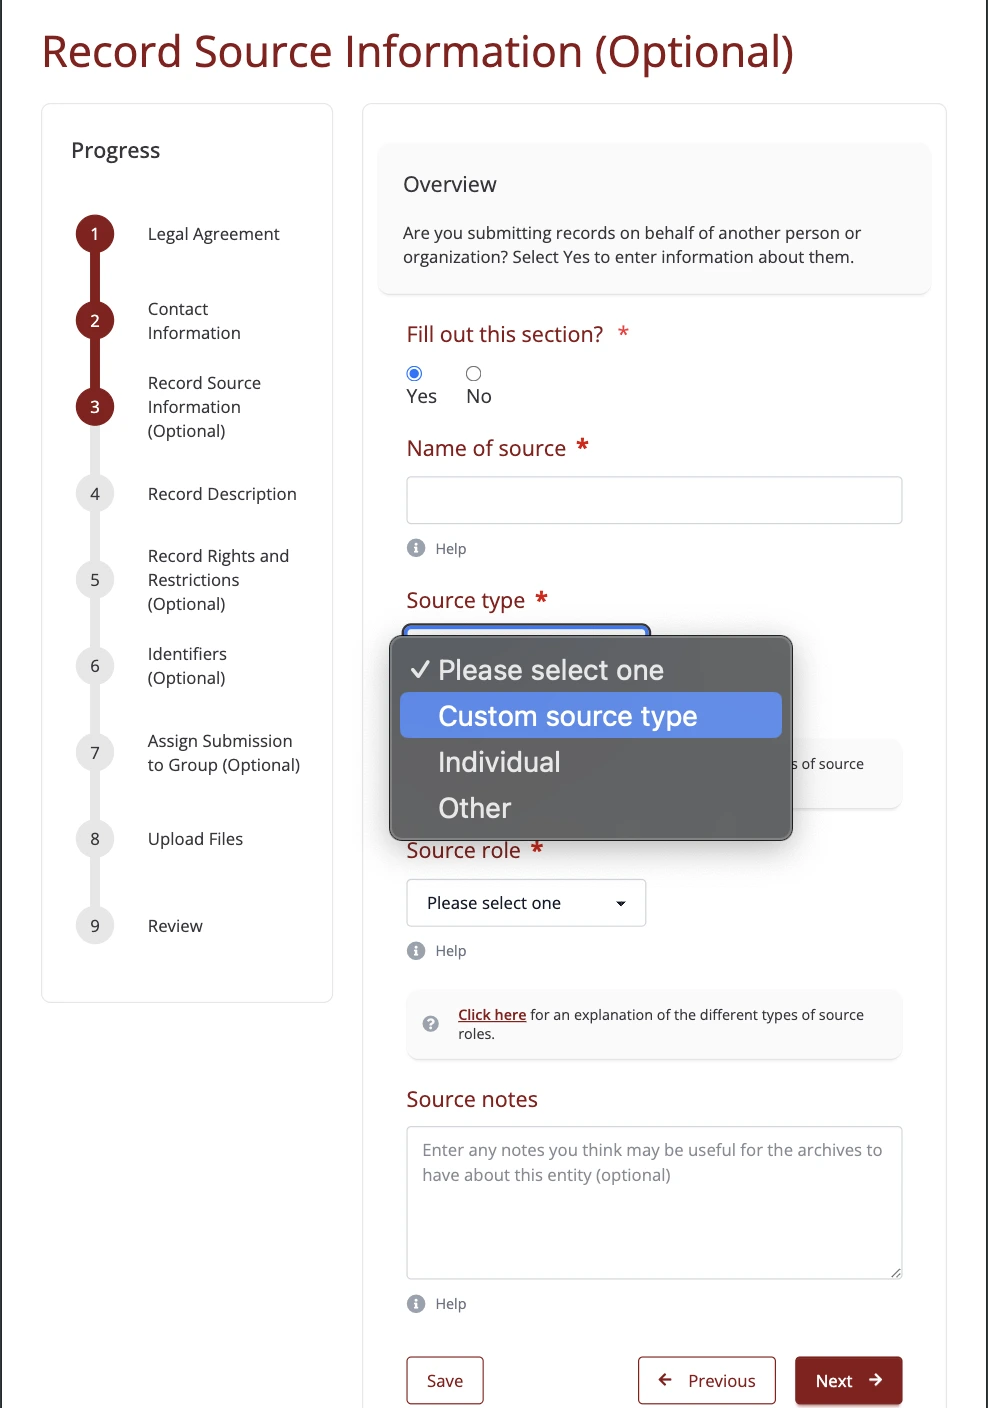 Record Source Information (Optional)
Progress
1 Legal Agreement
2 Contact
Information
3 Record Source
Information
(Optional)
4 Record Description
5 Record Rights and
Restrictions
(Optional)
6 Identifiers
(Optional)
7 Assign Submission
to Group (Optional)
8 Upload Files
9 Review
Overview
Are you submitting records on behalf of another person or
organization? Select Yes to enter information about them.
Fill out this section? *
Yes No
Name of source *
Help
Source type *
✓ Please select one
Custom source type
Individual
Other
of source
Source role *
Please select one
Help
Click here for an explanation of the different types of source
roles.
Source notes
Enter any notes you think may be useful for the archives to
have about this entity (optional)
Help
Save
← Previous
Next →